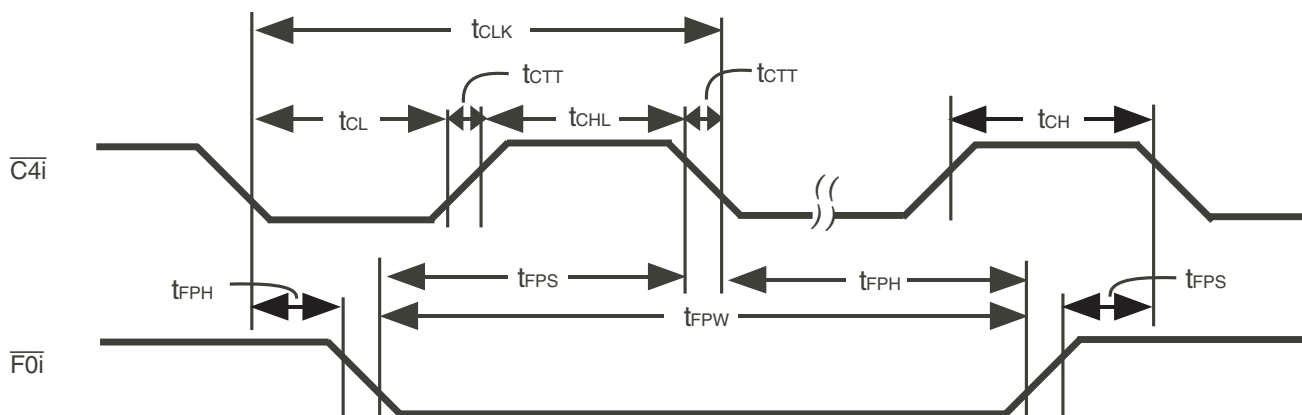 tCLK
tCTT
tCTT
tCL
tCHL
tCH
C4i
tFPS
tFPH
tFPH
tFPS
tFPW
F0i